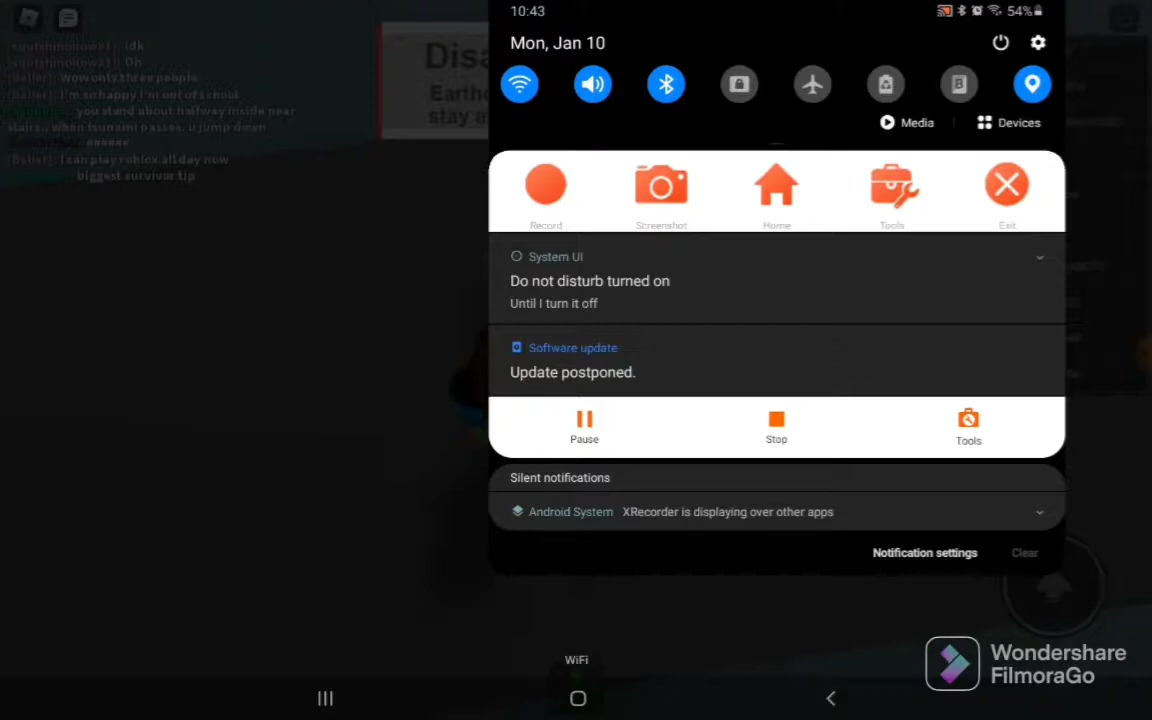 10:43
54%
Mon, Jan 10
Media
Devices
Record
Screenshot
Home
Tools
Exit
System UI
Do not disturb turned on
Until I turn it off
Software update
Update postponed.
Pause
Stop
Tools
Silent notifications
Android System XRecorder is displaying over other apps
Notification settings
Clear
WiFi
Wondershare
FilmoraGo
Disa
Earthq
stay a
idk
Oh
wow only three people
I'm so happy I'm out of school
you stand about halfway inside near
stairs.. when tsunami passes. u jump down
######
I can play roblox all day now
biggest survivor tip